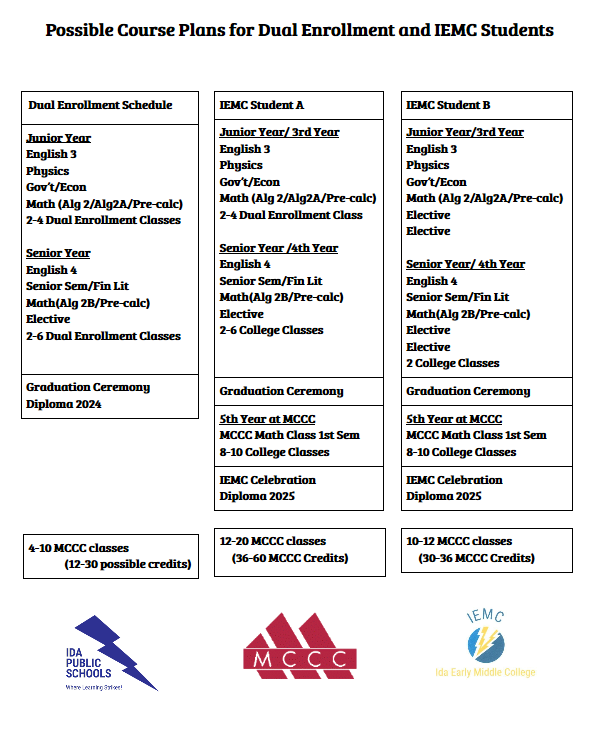 Possible Course Plans for Dual Enrollment and IEMC Students
Dual Enrollment Schedule
Junior Year
English 3
Physics
Gov't/Econ
Math (Alg 2/Alg2A/Pre-calc)
2-4 Dual Enrollment Classes
Senior Year
English 4
Senior Sem/Fin Lit
Math(Alg 2B/Pre-calc)
Elective
2-6 Dual Enrollment Classes
Graduation Ceremony
Diploma 2024
4-10 MCCC classes
(12-30 possible credits)
IEMC Student A
Junior Year/ 3rd Year
English 3
Physics
Gov't/Econ
Math (Alg 2/Alg2A/Pre-calc)
2-4 Dual Enrollment Class
Senior Year /4th Year
English 4
Senior Sem/Fin Lit
Math(Alg 2B/Pre-calc)
Elective
2-6 College Classes
Graduation Ceremony
5th Year at MCCC
MCCC Math Class 1st Sem
8-10 College Classes
IEMC Celebration
Diploma 2025
12-20 MCCC classes
(36-60 MCCC Credits)
IEMC Student B
Junior Year/3rd Year
English 3
Physics
Gov't/Econ
Math (Alg 2/Alg2A/Pre-calc)
Elective
Elective
Senior Year/ 4th Year
English 4
Senior Sem/Fin Lit
Math(Alg 2B/Pre-calc)
Elective
Elective
2 College Classes
Graduation Ceremony
5th Year at MCCC
MCCC Math Class 1st Sem
8-10 College Classes
IEMC Celebration
Diploma 2025
10-12 MCCC classes
(30-36 MCCC Credits)
IDA
PUBLIC
SCHOOLS
Where Learning Strikes!
MCCC
IEMC
Ida Early Middle College